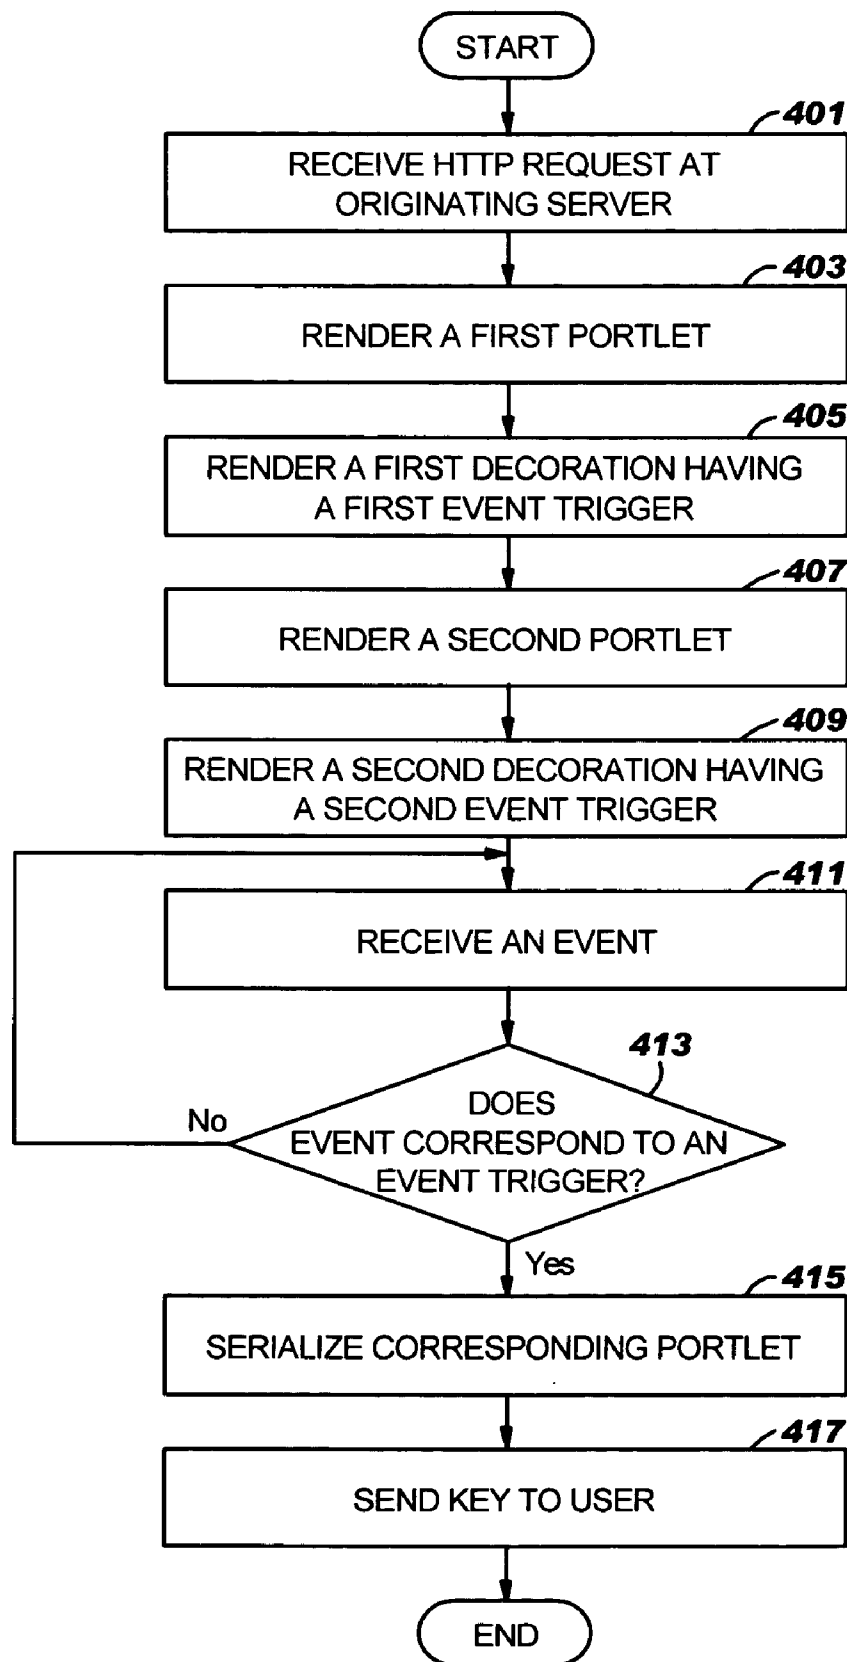 START
401
RECEIVE HTTP REQUEST AT
ORIGINATING SERVER
403
RENDER A FIRST PORTLET
405
RENDER A FIRST DECORATION HAVING
A FIRST EVENT TRIGGER
407
RENDER A SECOND PORTLET
409
RENDER A SECOND DECORATION HAVING
A SECOND EVENT TRIGGER
411
RECEIVE AN EVENT
413
DOES
EVENT CORRESPOND TO AN
EVENT TRIGGER?
No
Yes
415
SERIALIZE CORRESPONDING PORTLET
417
SEND KEY TO USER
END